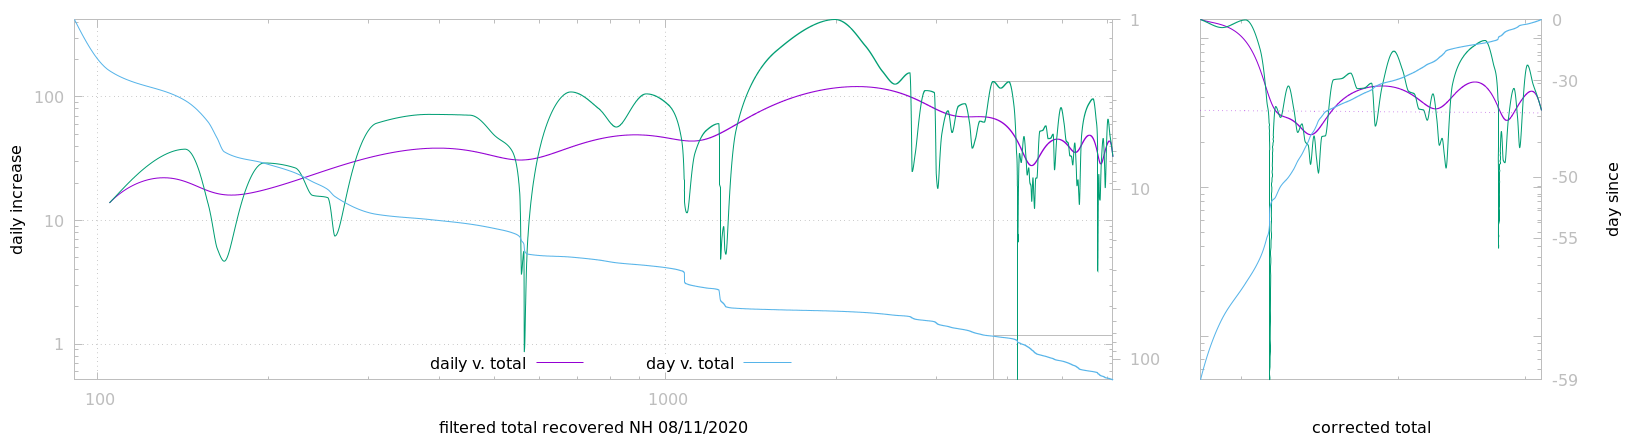 daily increase
100
10
1
100
1000
filtered total recovered NH 08/11/2020
daily v. total
day v. total
1
10
100
0
-30
-50
-55
-59
day since
corrected total